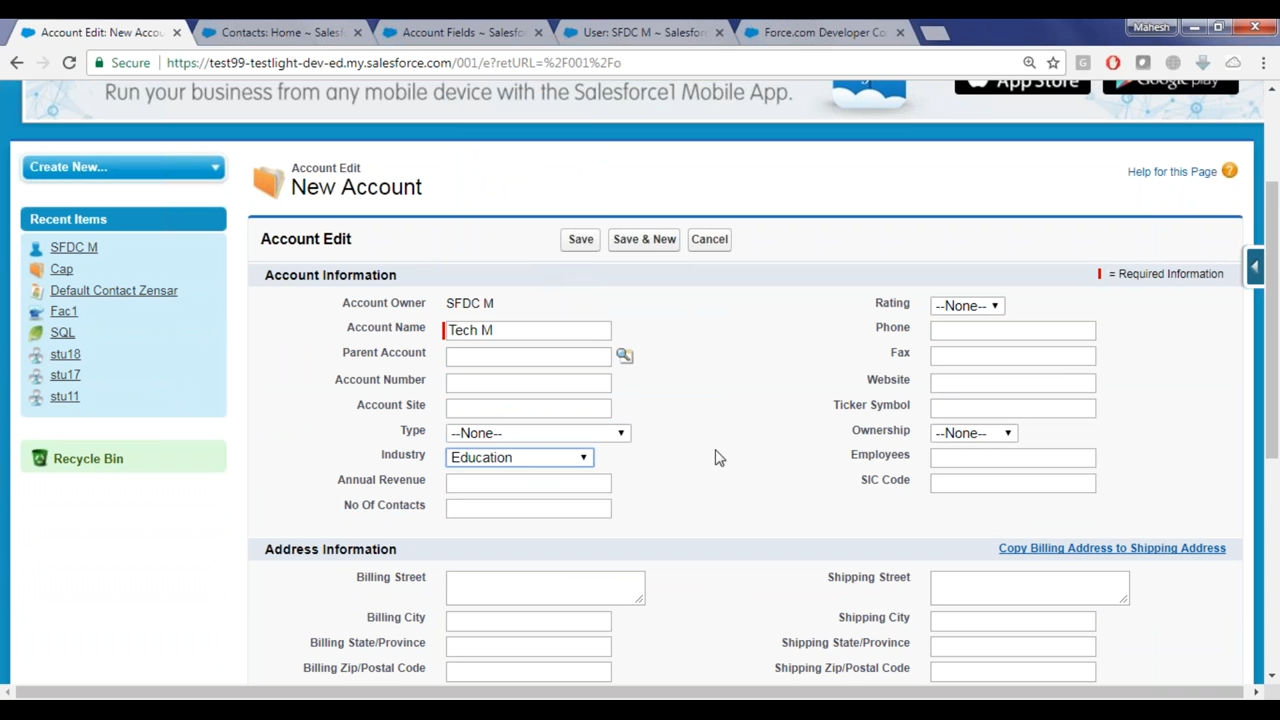 Account Edit: New Accou
Contacts: Home ~ Salesf
Account Fields ~ Salesfo
User: SFDC M ~ Salesforc
Force.com Developer Co
Mahesh
Secure
https://test99-testlight-dev-ed.my.salesforce.com/001/e?retURL=%2F001%2Fo
Run your business from any mobile device with the Salesforce1 Mobile App.
App Store
Google play
Create New...
Account Edit
New Account
Help for this Page
Recent Items
SFDC M
Cap
Default Contact Zensar
Fac1
SQL
stu18
stu17
stu11
Recycle Bin
Account Edit
Save
Save & New
Cancel
Account Information
= Required Information
Account Owner SFDC M
Rating --None--
Account Name Tech M
Phone
Parent Account
Fax
Account Number
Website
Account Site
Ticker Symbol
Type --None--
Ownership --None--
Industry Education
Employees
Annual Revenue
SIC Code
No Of Contacts
Address Information
Copy Billing Address to Shipping Address
Billing Street
Shipping Street
Billing City
Shipping City
Billing State/Province
Shipping State/Province
Billing Zip/Postal Code
Shipping Zip/Postal Code